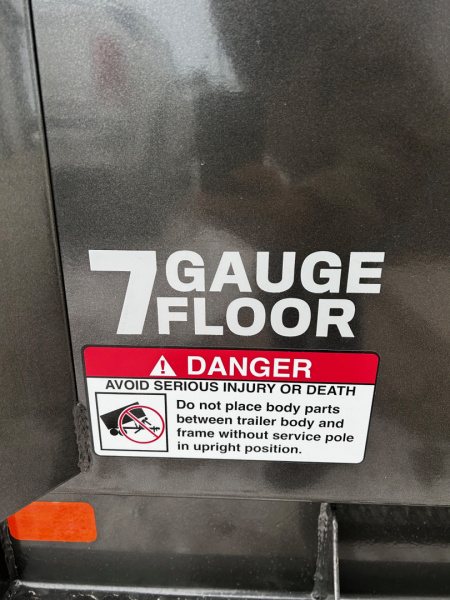 7 GAUGE
FLOOR
DANGER
AVOID SERIOUS INJURY OR DEATH
Do not place body parts
between trailer body and
frame without service pole
in upright position.